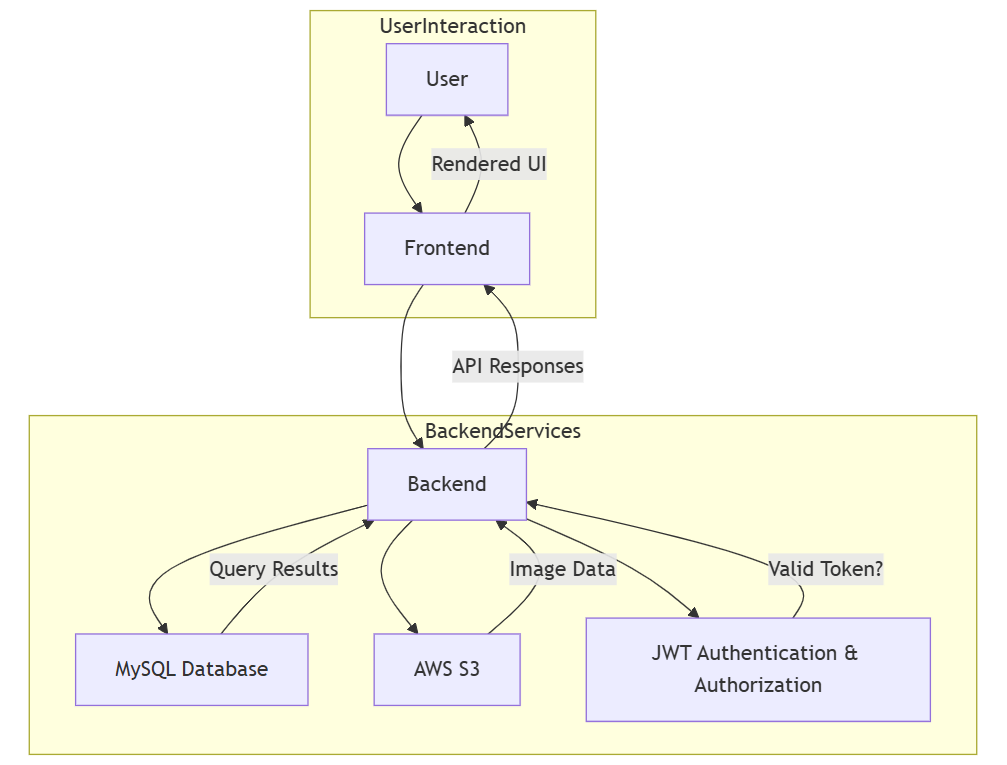 UserInteraction
User
Rendered UI
Frontend
API Responses
BackendServices
Backend
Query Results
Image Data
Valid Token?
MySQL Database
AWS S3
JWT Authentication &
Authorization